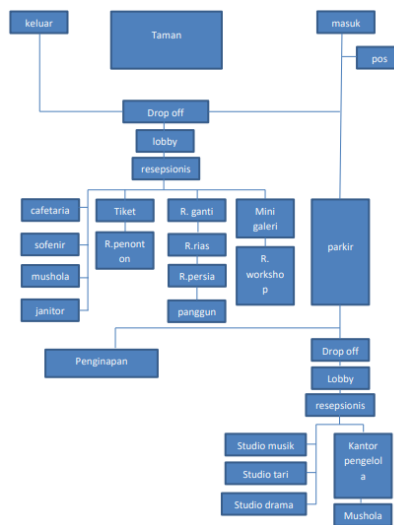 keluar
Taman
masuk
pos
Drop off
lobby
resepsionis
cafetaria
Tiket
R. ganti
Mini
galeri
parkir
sofenir
R.penont
on
R.rias
R.
worksho
p
mushola
R.persia
janitor
panggun
Penginapan
Drop off
Lobby
resepsionis
Studio musik
Kantor
pengelol
a
Studio tari
Studio drama
Mushola